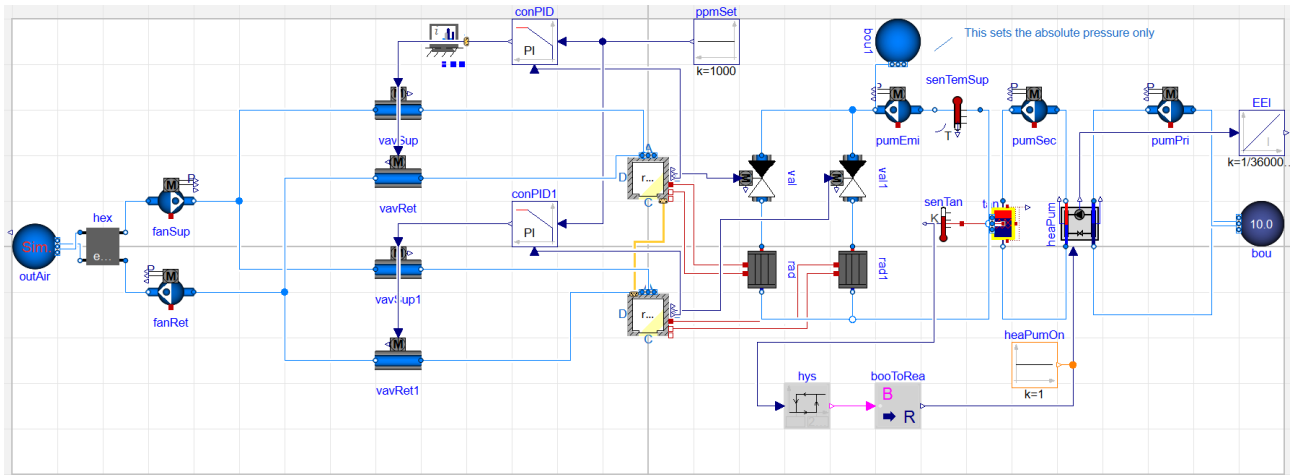 conPID
ppmSet
PI
k=1000
bou1
This sets the absolute pressure only
senTemSup
T
M
M
M
M
EEI
I
k=1/36000...
vavSup
pumEmi
pumSec
pumPri
M
vavRet
A
D
r...
C
M
val
M
val1
conPID1
PI
senTan
K
heaPum
10.0
bou
M
fanSup
hex
e...
Sim
outAir
M
fanRet
M
vavSup1
rad
rad1
A
D
r...
C
M
vavRet1
heaPumOn
k=1
hys
booToRea
B
R